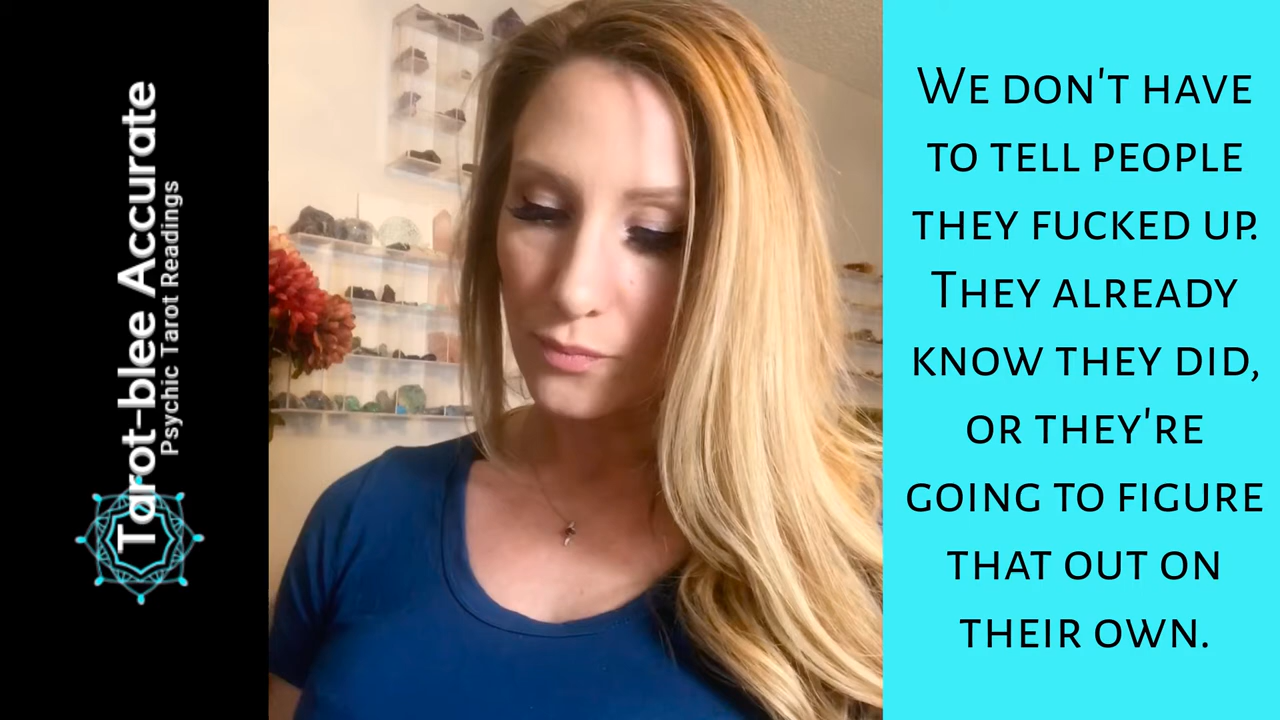 Tarot-blee Accurate
Psychic Tarot Readings
We don't have
to tell people
they fucked up.
They already
know they did,
or they're
going to figure
that out on
their own.